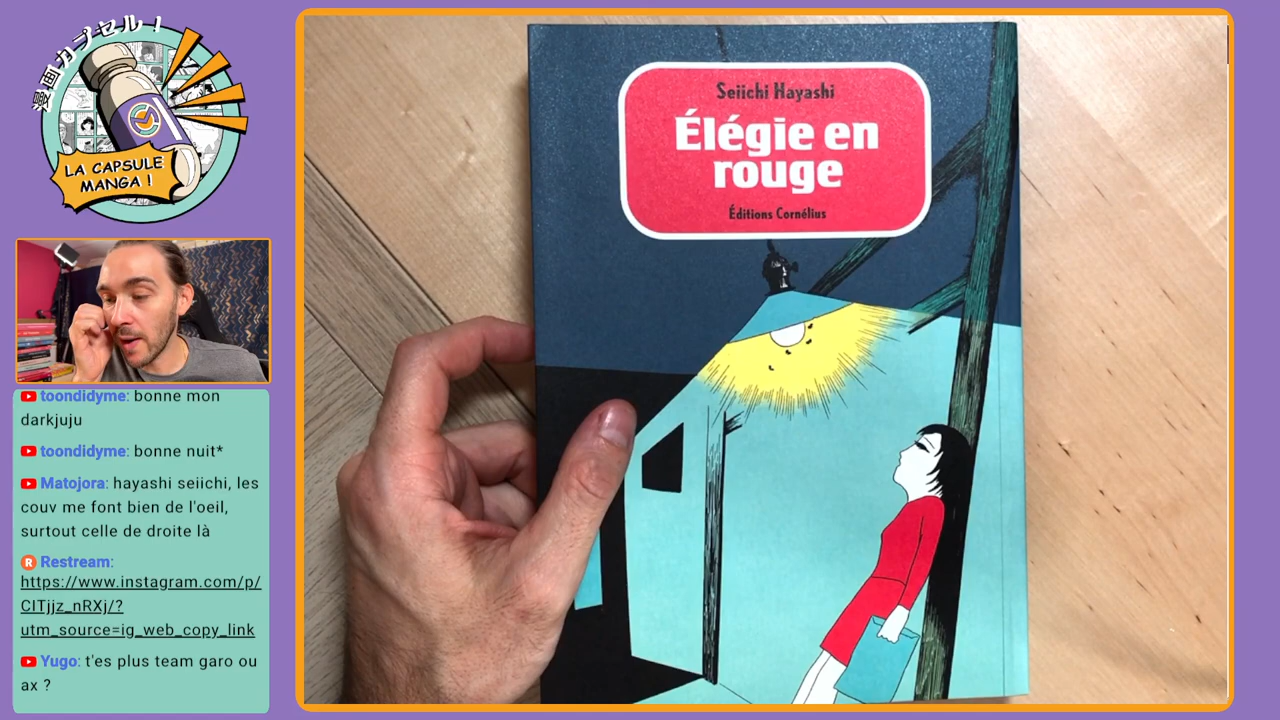 漫画カプセル！
LA CAPSULE
MANGA !
toondidyme: bonne mon
darkjuju
toondidyme: bonne nuit*
Matojora: hayashi seiichi, les
couv me font bien de l'oeil,
surtout celle de droite là
Restream:
https://www.instagram.com/p/
CITjjz_nRXj/?
utm_source=ig_web_copy_link
Yugo: t'es plus team garo ou
ax ?
Seiichi Hayashi
Élégie en
rouge
Éditions Cornélius